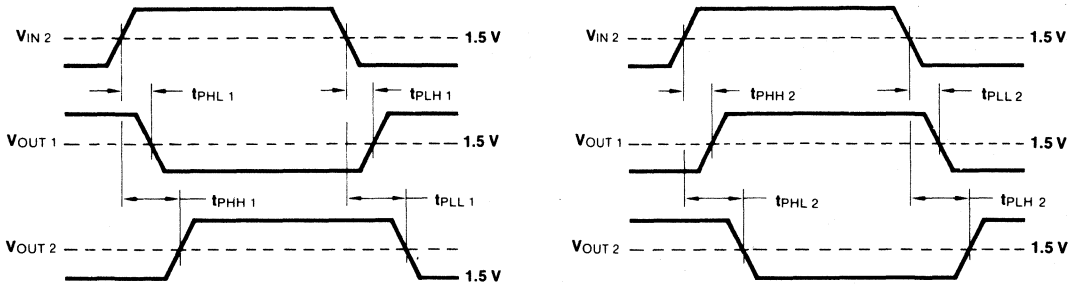 VIN 2 1.5 V
tPHL 1 tPLH 1
VOUT 1 1.5 V
tPHH 1 tPLL 1
VOUT 2 1.5 V
VIN 2 1.5 V
tPHH 2 tPLL 2
VOUT 1 1.5 V
tPHL 2 tPLH 2
VOUT 2 1.5 V